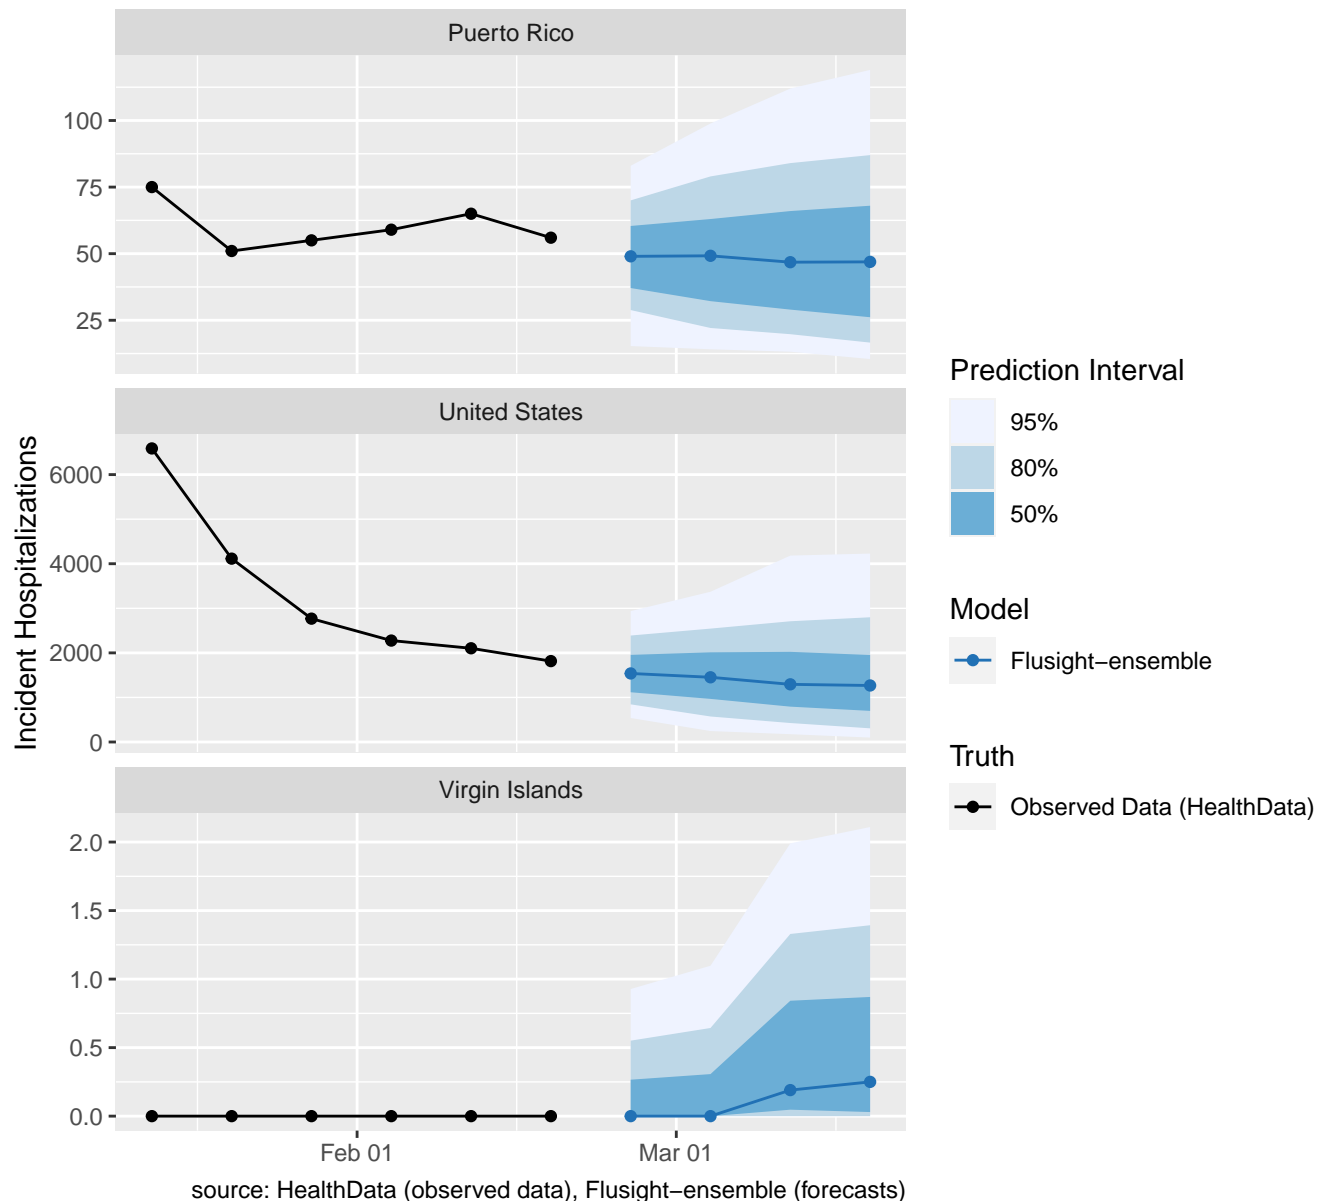 Puerto Rico
100
75
50
25
United States
6000
4000
2000
0
Virgin Islands
2.0
1.5
1.0
0.5
0.0
Feb 01
Mar 01
Incident Hospitalizations
source: HealthData (observed data), Flusight−ensemble (forecasts)
Prediction Interval
95%
80%
50%
Model
Flusight−ensemble
Truth
Observed Data (HealthData)